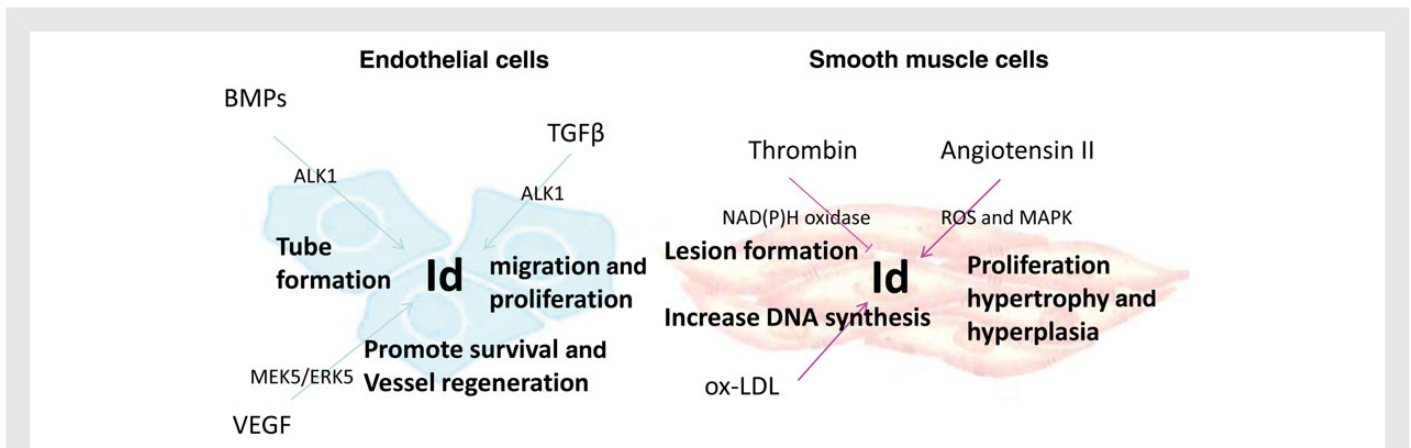 Endothelial cells
BMPs
TGFβ
ALK1
ALK1
Tube
formation
Id
migration and
proliferation
Promote survival and
Vessel regeneration
MEK5/ERK5
VEGF
Smooth muscle cells
Thrombin
Angiotensin II
NAD(P)H oxidase
ROS and MAPK
Lesion formation
Id
Proliferation
hypertrophy and
hyperplasia
Increase DNA synthesis
ox-LDL